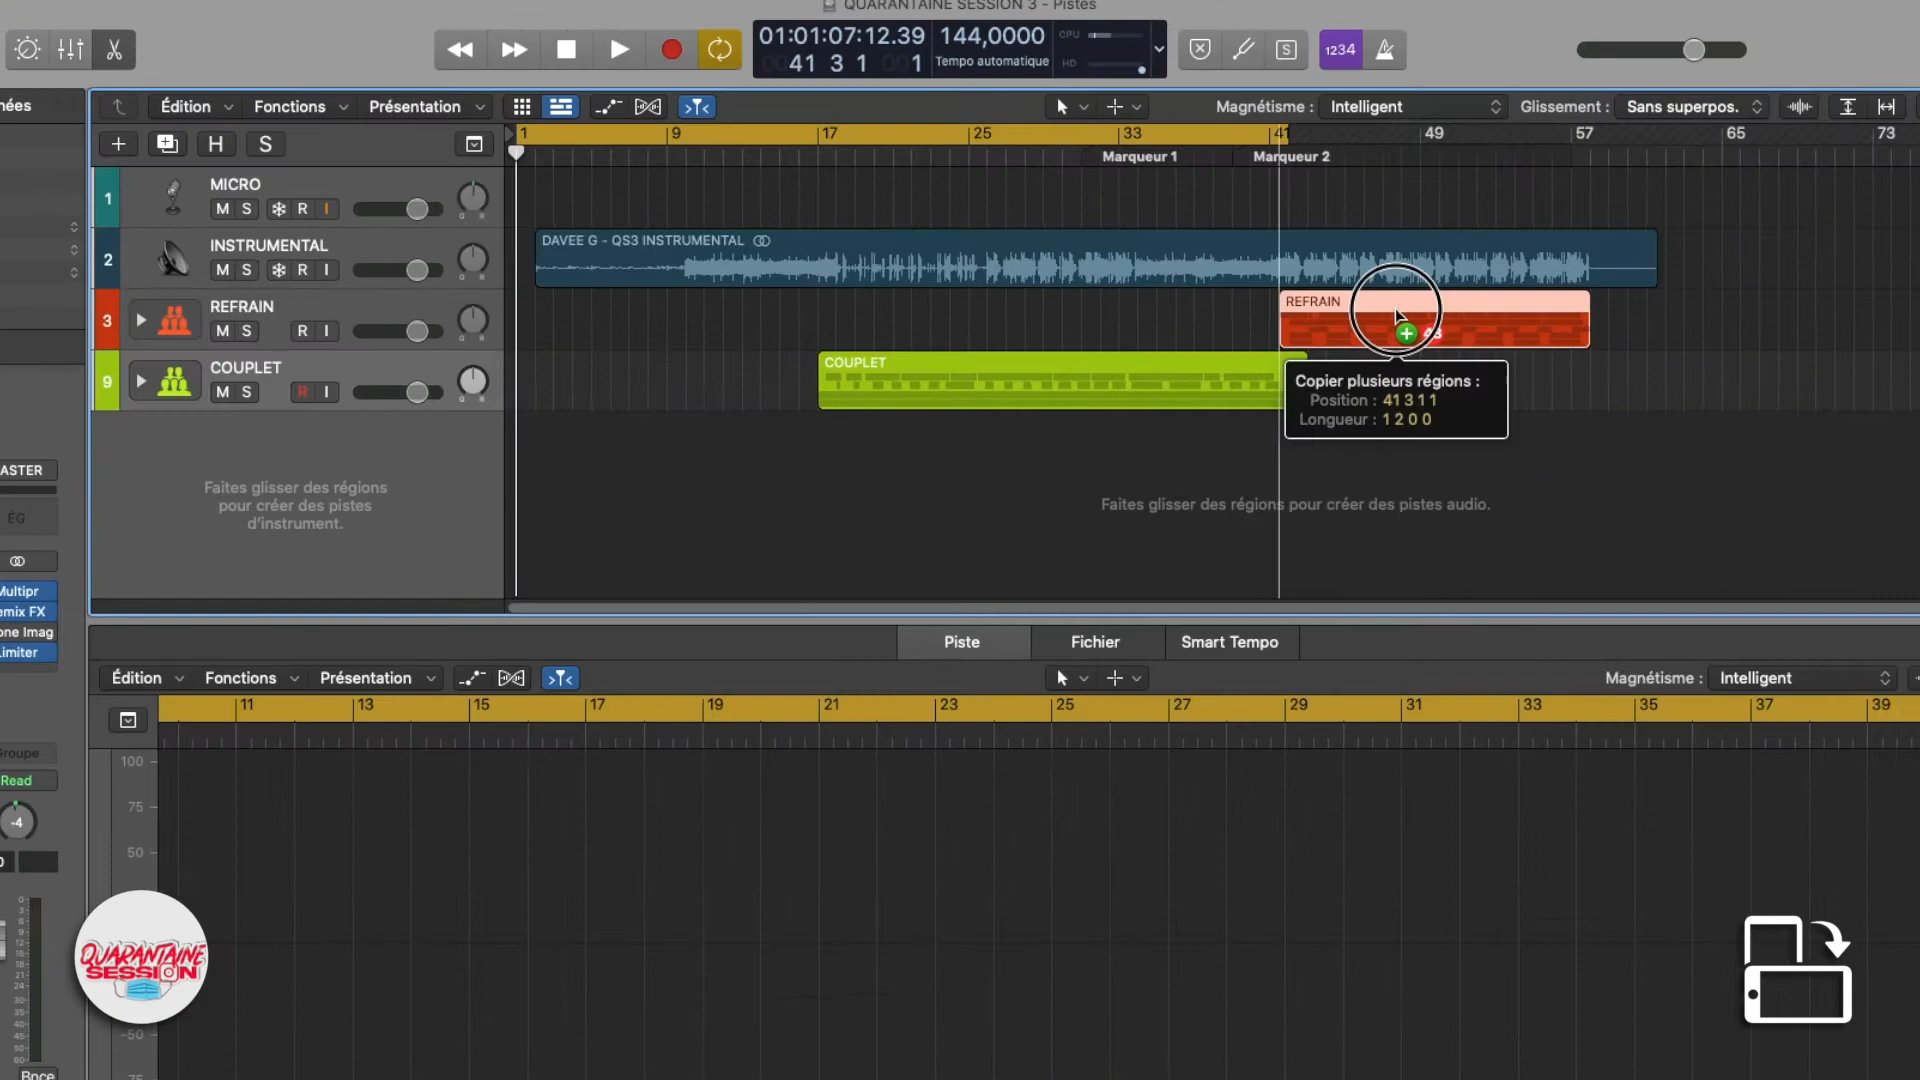 QUARANTAINE SESSION 3 - Pistes
01:01:07:12.39
41 3 1 1
144,0000
Tempo automatique
CPU
HD
S
1234
Édition
Fonctions
Présentation
Magnétisme :
Intelligent
Glissement :
Sans superpos.
H
S
1
9
17
25
33
41
49
57
65
73
Marqueur 1
Marqueur 2
1
MICRO
M S R I
2
INSTRUMENTAL
M S R I
DAVEE G - QS3 INSTRUMENTAL
3
REFRAIN
M S R I
REFRAIN
9
COUPLET
M S R I
COUPLET
Copier plusieurs régions :
Position : 41 3 1 1
Longueur : 1 2 0 0
Faites glisser des régions
pour créer des pistes
d'instrument.
Faites glisser des régions pour créer des pistes audio.
ASTER
ÉG
Multipr
emix FX
one Imag
Limiter
Groupe
Read
-4
Bnce
Piste
Fichier
Smart Tempo
Édition
Fonctions
Présentation
Magnétisme :
Intelligent
11
13
15
17
19
21
23
25
27
29
31
33
35
37
39
100
75
50
-50
QUARANTAINE
SESSION